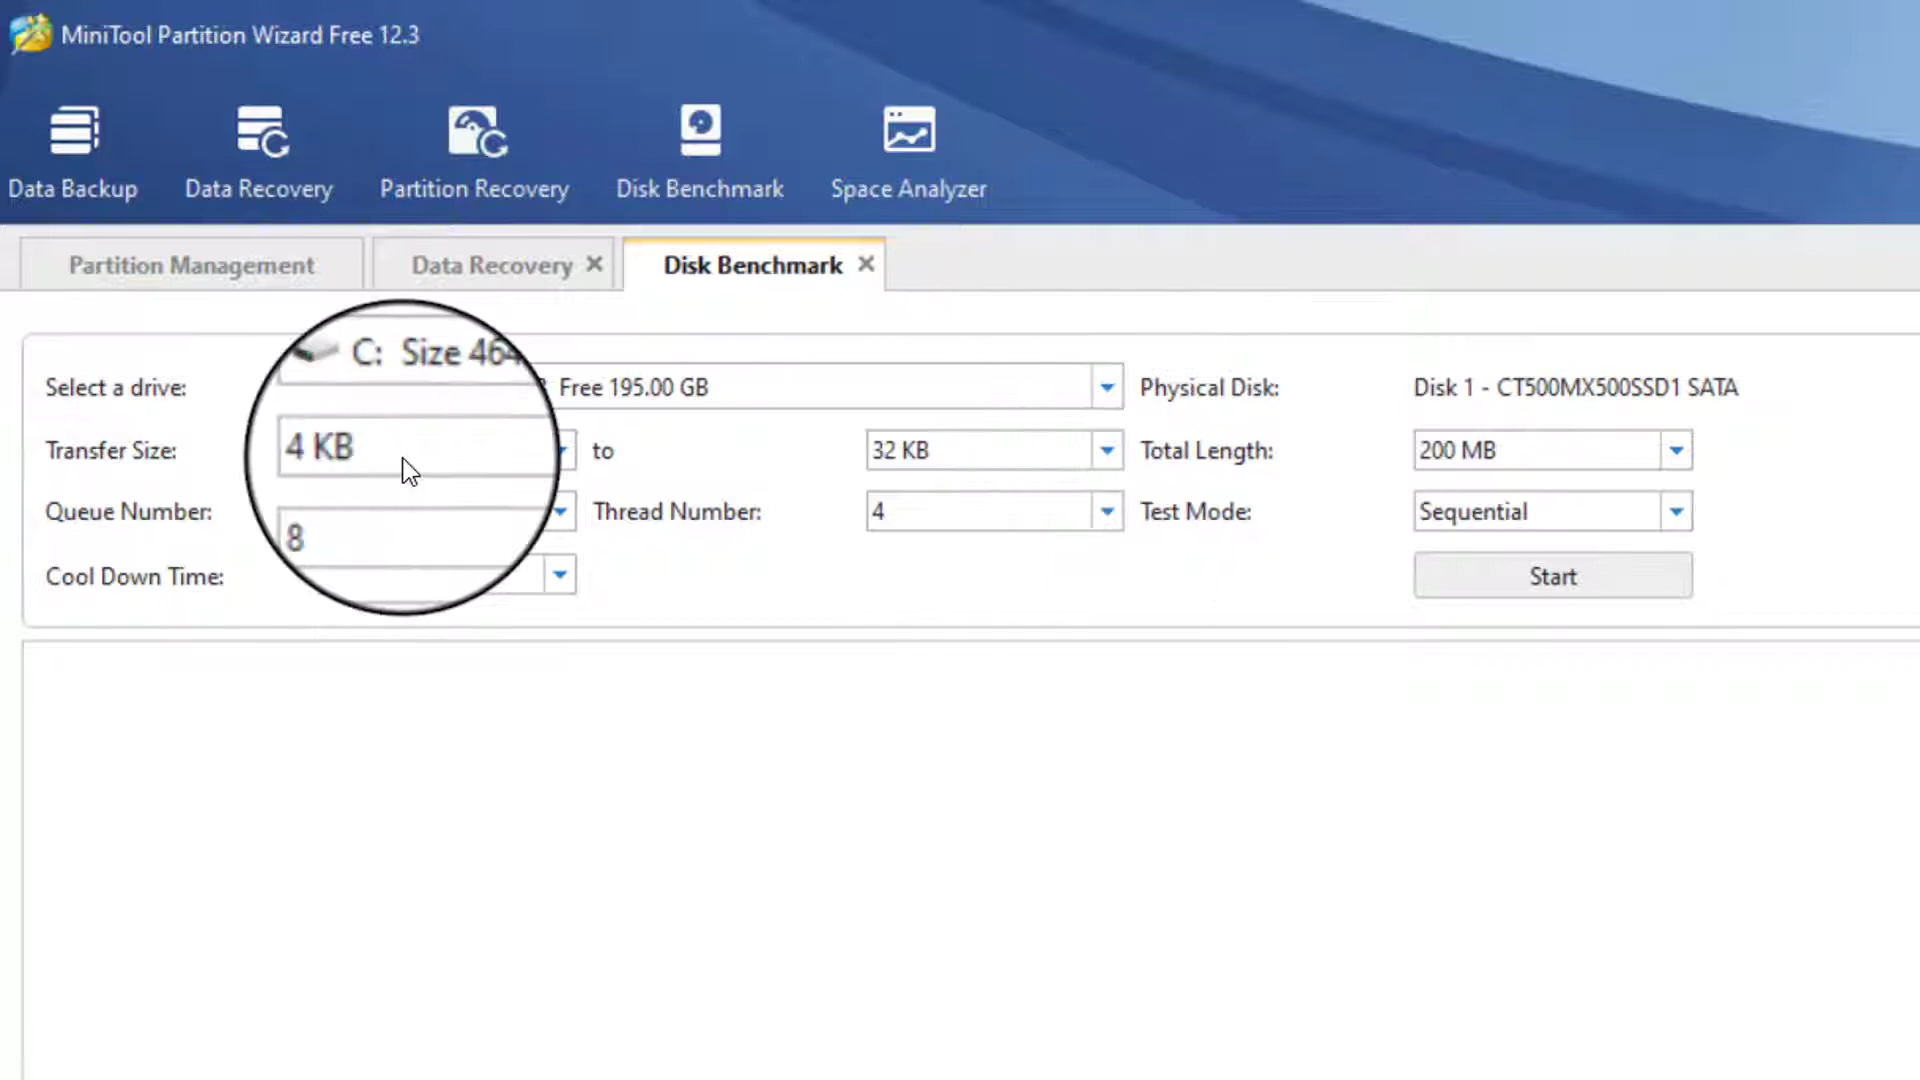 MiniTool Partition Wizard Free 12.3
Data Backup Data Recovery Partition Recovery Disk Benchmark Space Analyzer
Partition Management Data Recovery Disk Benchmark
Select a drive: C: Size 464 Free 195.00 GB Physical Disk: Disk 1 - CT500MX500SSD1 SATA
Transfer Size: 4 KB to 32 KB Total Length: 200 MB
Queue Number: 8 Thread Number: 4 Test Mode: Sequential
Cool Down Time: Start